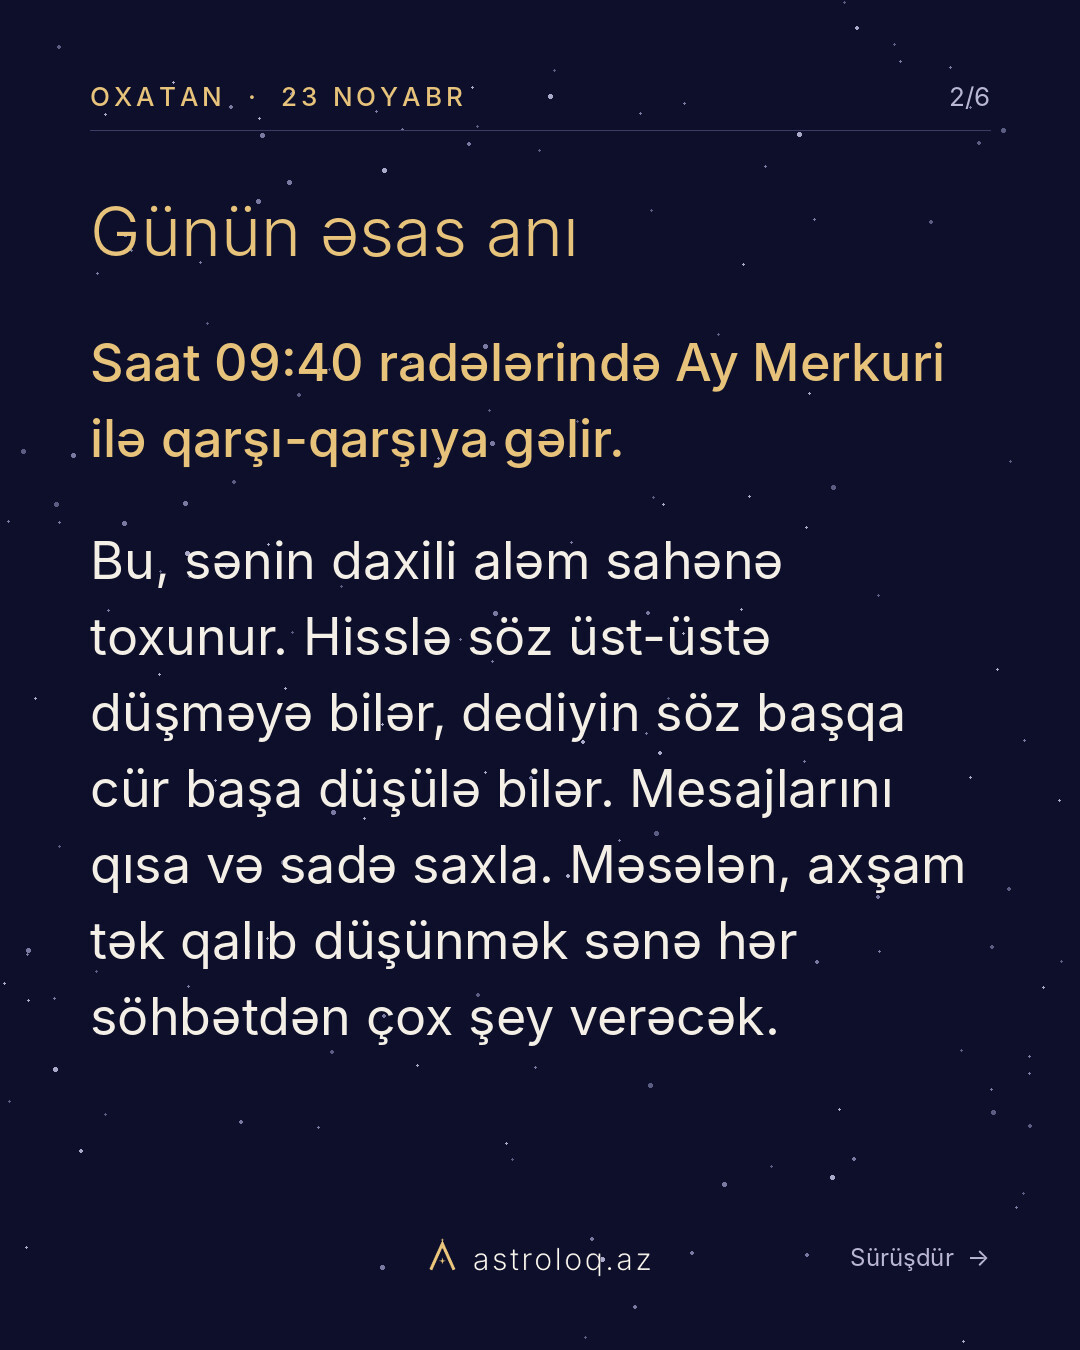 OXATAN · 23 NOYABR
2/6
Günün əsas anı
Saat 09:40 radələrində Ay Merkuri
ilə qarşı-qarşıya gəlir.
Bu, sənin daxili aləm sahənə
toxunur. Hisslə söz üst-üstə
düşməyə bilər, dediyin söz başqa
cür başa düşülə bilər. Mesajlarını
qısa və sadə saxla. Məsələn, axşam
tək qalıb düşünmək sənə hər
söhbətdən çox şey verəcək.
astroloq.az
Sürüşdür →